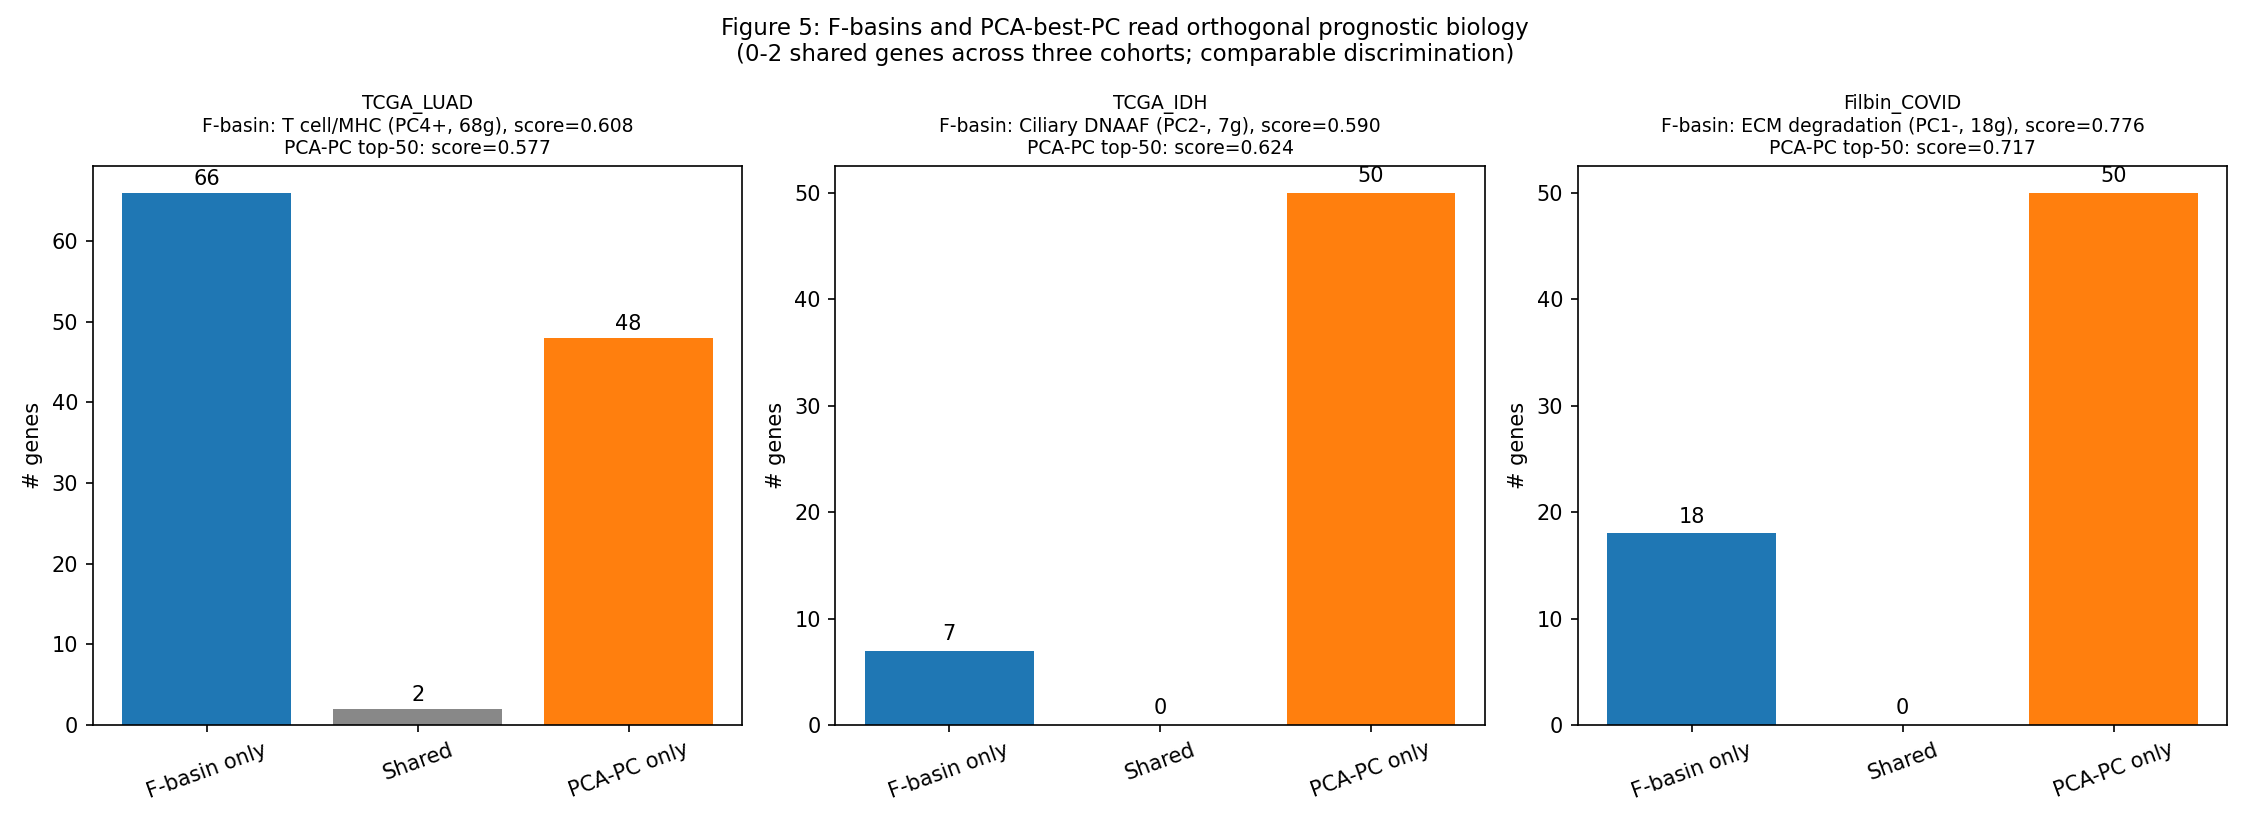 Figure 5: F-basins and PCA-best-PC read orthogonal prognostic biology
(0-2 shared genes across three cohorts; comparable discrimination)
TCGA_LUAD
F-basin: T cell/MHC (PC4+, 68g), score=0.608
PCA-PC top-50: score=0.577
# genes
0
10
20
30
40
50
60
66
2
48
F-basin only
Shared
PCA-PC only
TCGA_IDH
F-basin: Ciliary DNAAF (PC2-, 7g), score=0.590
PCA-PC top-50: score=0.624
# genes
0
10
20
30
40
50
7
0
50
F-basin only
Shared
PCA-PC only
Filbin_COVID
F-basin: ECM degradation (PC1-, 18g), score=0.776
PCA-PC top-50: score=0.717
# genes
0
10
20
30
40
50
18
0
50
F-basin only
Shared
PCA-PC only